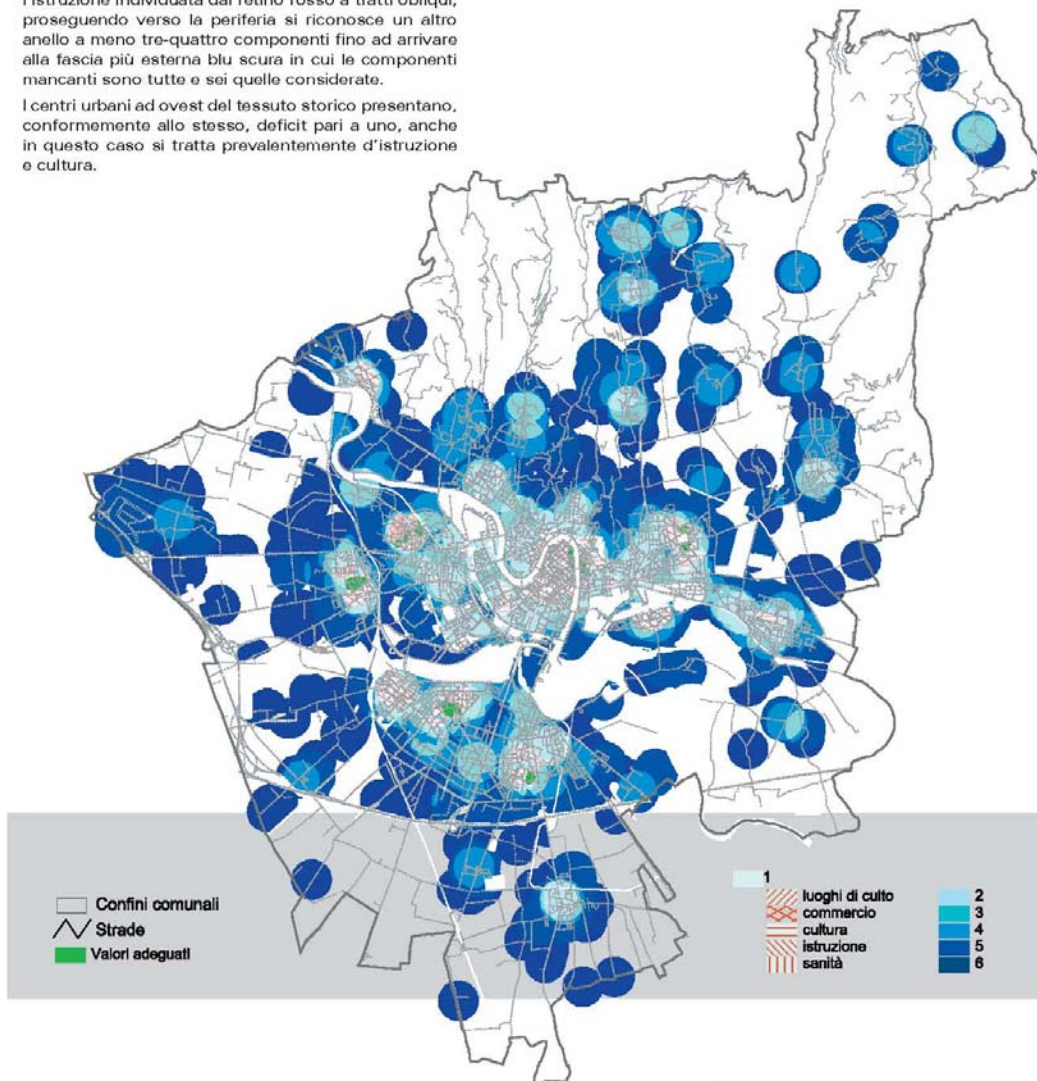 l'istruzione individuata dal retino rosso a tratti obliqui,
proseguendo verso la periferia si riconosce un altro
anello a meno tre-quattro componenti fino ad arrivare
alla fascia più esterna blu scura in cui le componenti
mancanti sono tutte e sei quelle considerate.
I centri urbani ad ovest del tessuto storico presentano,
conformemente allo stesso, deficit pari a uno, anche
in questo caso si tratta prevalentemente d'istruzione
e cultura.
Confini comunali
Strade
Valori adeguati
1
luoghi di culto
commercio
cultura
istruzione
sanità
2
3
4
5
6